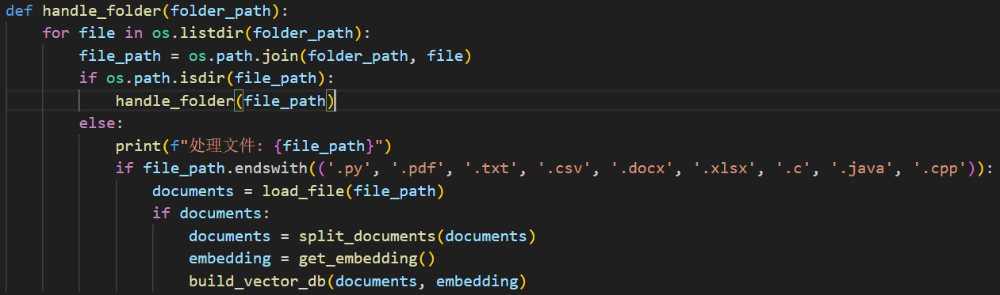 def handle_folder(folder_path):
    for file in os.listdir(folder_path):
        file_path = os.path.join(folder_path, file)
        if os.path.isdir(file_path):
            handle_folder(file_path)
        else:
            print(f"处理文件: {file_path}")
            if file_path.endswith(('.py', '.pdf', '.txt', '.csv', '.docx', '.xlsx', '.c', '.java', '.cpp')):
                documents = load_file(file_path)
                if documents:
                    documents = split_documents(documents)
                    embedding = get_embedding()
                    build_vector_db(documents, embedding)